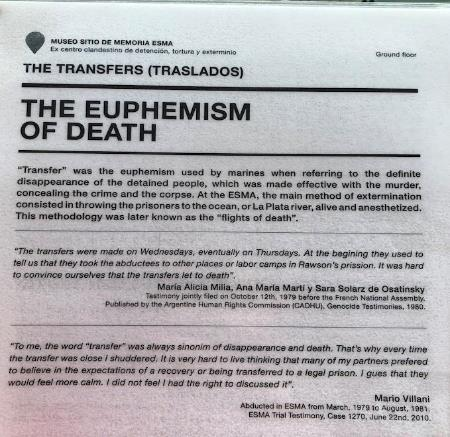 MUSEO SITIO DE MEMORIA ESMA
Ex centro clandestino de detención, tortura y exterminio
Ground floor
THE TRANSFERS (TRASLADOS)
THE EUPHEMISM
OF DEATH
"Transfer" was the euphemism used by marines when referring to the definite
disappearance of the detained people, which was made effective with the murder,
concealing the crime and the corpse. At the ESMA, the main method of extermination
consisted in throwing the prisoners to the ocean, or La Plata river, alive and anesthetized.
This methodology was later known as the "flights of death".
"The transfers were made on Wednesdays, eventually on Thursdays. At the begining they used to
tell us that they took the abductees to other places or labor camps in Rawson's prission. It was hard
to convince ourselves that the transfers let to death".
María Alicia Milia, Ana María Martí y Sara Solarz de Osatinsky
Testimony jointly filed on October 12th, 1979 before the French National Assembly.
Published by the Argentine Human Rights Commission (CADHU), Genocide Testimonies, 1980.
"To me, the word "transfer" was always sinonim of disappearance and death. That's why every time
the transfer was close I shuddered. It is very hard to live thinking that many of my partners prefered
to believe in the expectations of a recovery or being transferred to a legal prison. I gues that they
would feel more calm. I did not feel I had the right to discussed it".
Mario Villani
Abducted in ESMA from March, 1979 to August, 1981.
ESMA Trial Testimony, Case 1270, June 22nd, 2010.